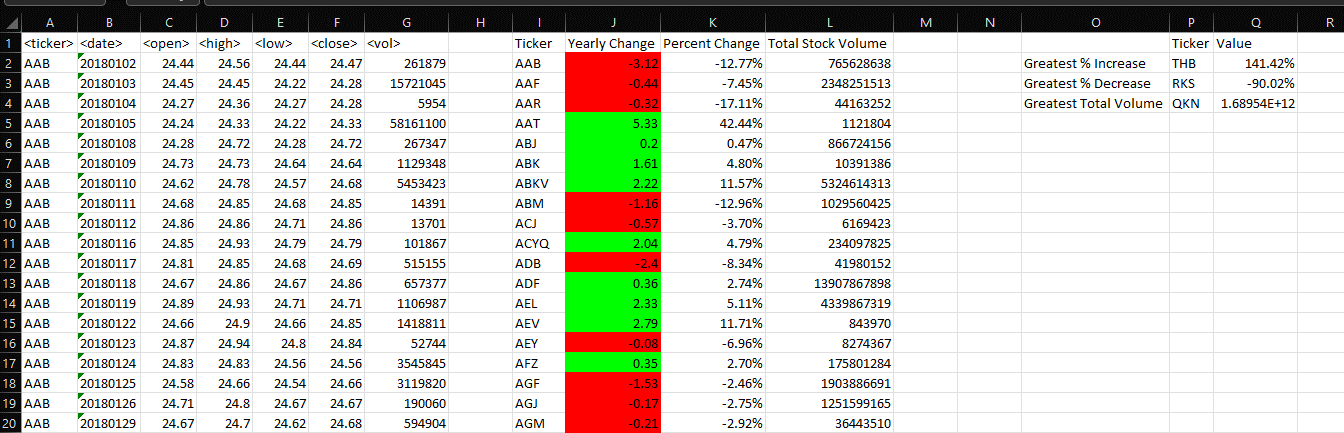 A B C D E F G H I J K L M N O P Q R
1 <ticker> <date> <open> <high> <low> <close> <vol> Ticker Yearly Change Percent Change Total Stock Volume Ticker Value
2 AAB 20180102 24.44 24.56 24.44 24.47 261879 AAB -3.12 -12.77% 765628638 Greatest % Increase THB 141.42%
3 AAB 20180103 24.45 24.45 24.22 24.28 15721045 AAF -0.44 -7.45% 2348251513 Greatest % Decrease RKS -90.02%
4 AAB 20180104 24.27 24.36 24.27 24.28 5954 AAR -0.32 -17.11% 44163252 Greatest Total Volume QKN 1.68954E+12
5 AAB 20180105 24.24 24.33 24.22 24.33 58161100 AAT 5.33 42.44% 1121804
6 AAB 20180108 24.28 24.72 24.28 24.72 267347 ABJ 0.2 0.47% 866724156
7 AAB 20180109 24.73 24.73 24.64 24.64 1129348 ABK 1.61 4.80% 10391386
8 AAB 20180110 24.62 24.78 24.57 24.68 5453423 ABKV 2.22 11.57% 5324614313
9 AAB 20180111 24.68 24.85 24.68 24.85 14391 ABM -1.16 -12.96% 1029560425
10 AAB 20180112 24.86 24.86 24.71 24.86 13701 ACJ -0.57 -3.70% 6169423
11 AAB 20180116 24.85 24.93 24.79 24.79 101867 ACYQ 2.04 4.79% 234097825
12 AAB 20180117 24.81 24.85 24.68 24.69 515155 ADB -2.4 -8.34% 41980152
13 AAB 20180118 24.67 24.86 24.67 24.86 657377 ADF 0.36 2.74% 13907867898
14 AAB 20180119 24.89 24.93 24.71 24.71 1106987 AEL 2.33 5.11% 4339867319
15 AAB 20180122 24.66 24.9 24.66 24.85 1418811 AEV 2.79 11.71% 843970
16 AAB 20180123 24.87 24.94 24.8 24.84 52744 AEY -0.08 -6.96% 8274367
17 AAB 20180124 24.83 24.83 24.56 24.56 3545845 AFZ 0.35 2.70% 175801284
18 AAB 20180125 24.58 24.66 24.54 24.66 3119820 AGF -1.53 -2.46% 1903886691
19 AAB 20180126 24.71 24.8 24.67 24.67 190060 AGJ -0.17 -2.75% 1251599165
20 AAB 20180129 24.67 24.7 24.62 24.68 594904 AGM -0.21 -2.92% 36443510